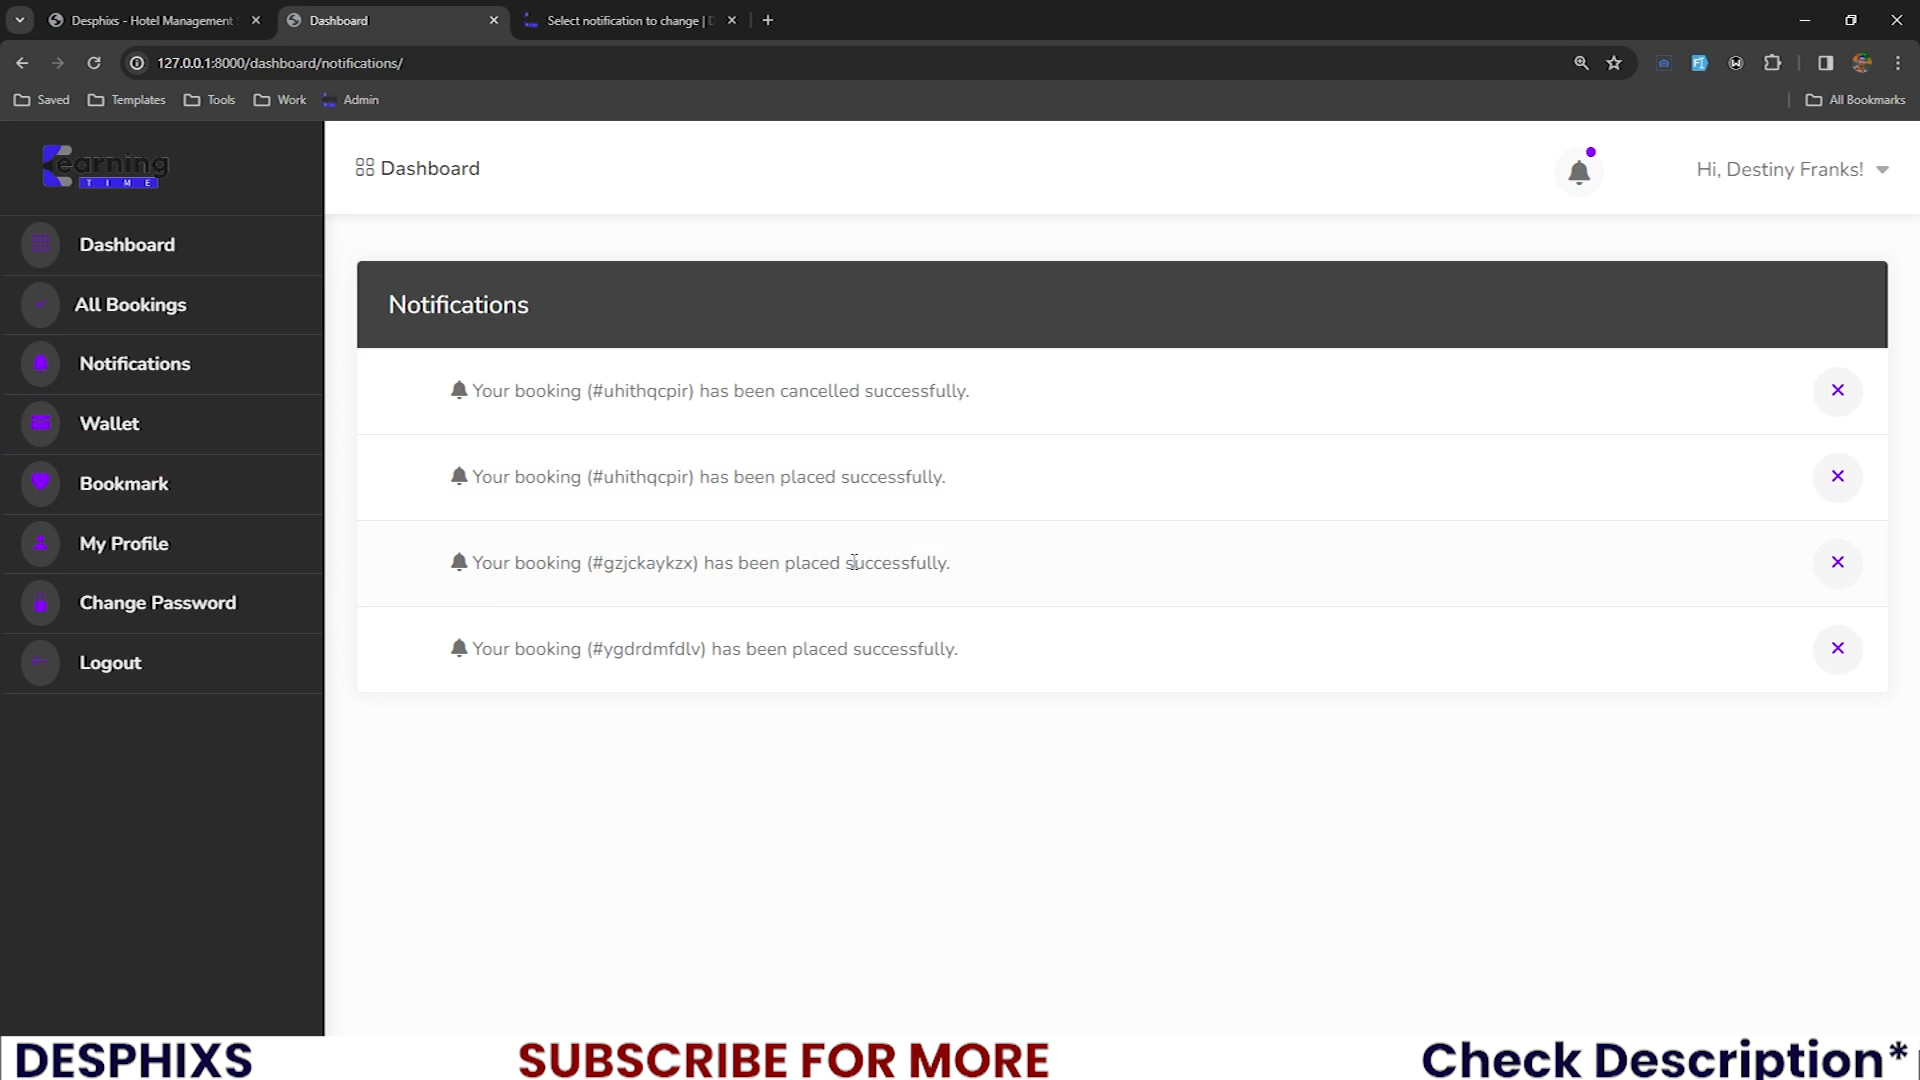 Desphixs - Hotel Management
Dashboard
Select notification to change |
127.0.0.1:8000/dashboard/notifications/
Saved
Templates
Tools
Work
Admin
All Bookmarks
earning
TIME
Dashboard
Hi, Destiny Franks!
Dashboard
All Bookings
Notifications
Wallet
Bookmark
My Profile
Change Password
Logout
Notifications
Your booking (#uhithqcpir) has been cancelled successfully.
Your booking (#uhithqcpir) has been placed successfully.
Your booking (#gzjckaykzx) has been placed successfully.
Your booking (#ygdrdmfdlv) has been placed successfully.
DESPHIXS
SUBSCRIBE FOR MORE
Check Description*